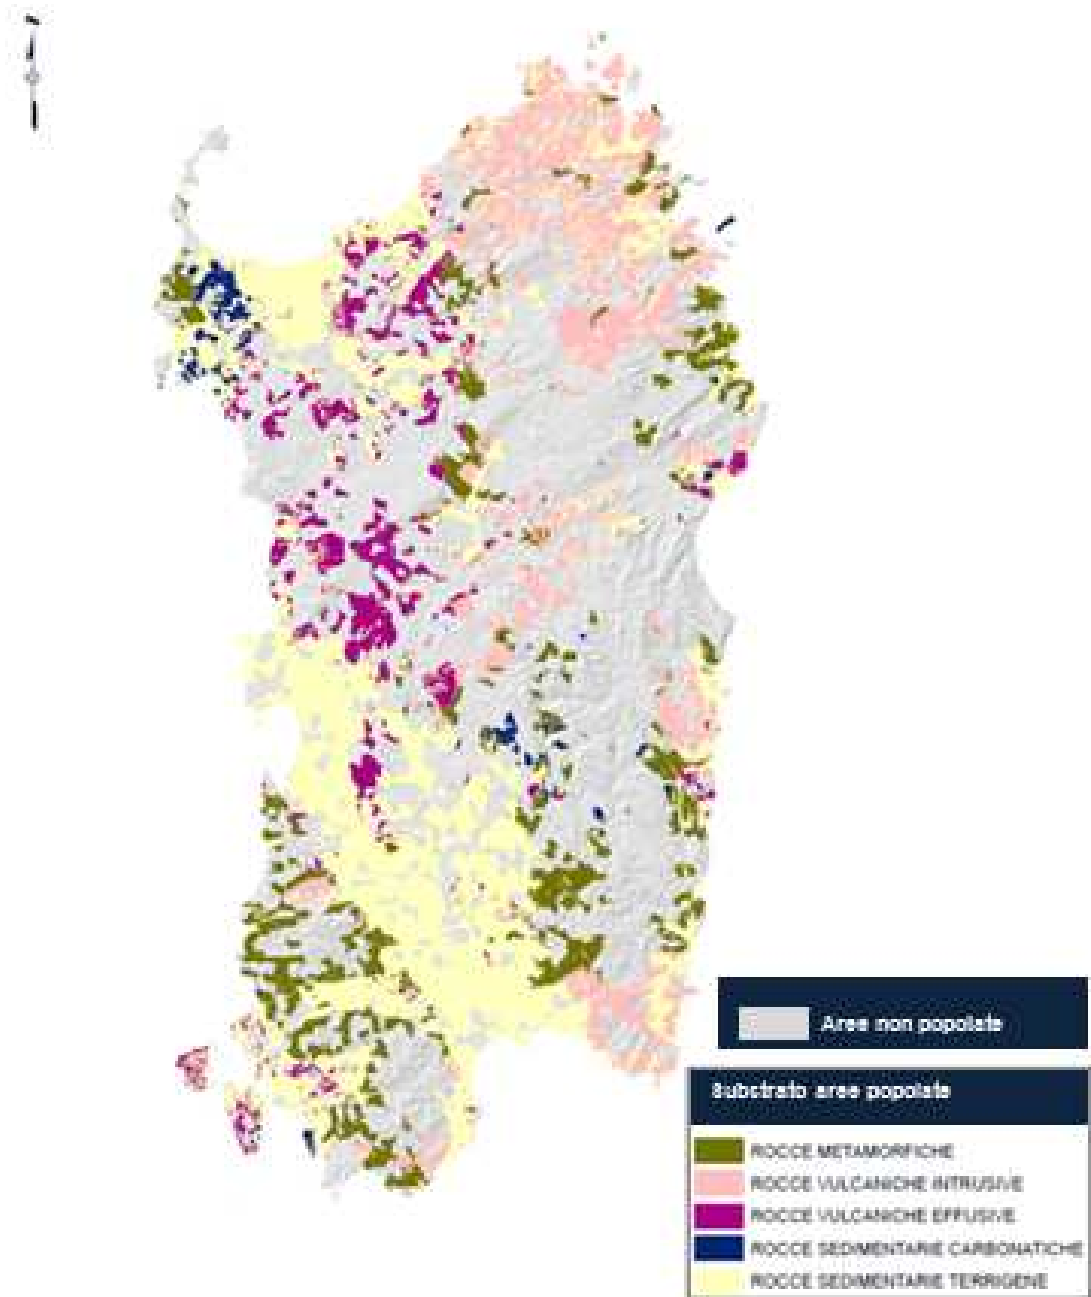 Aree non popolate
Substrato aree popolate
ROCCE METAMORFICHE
ROCCE VULCANICHE INTRUSIVE
ROCCE VULCANICHE EFFUSIVE
ROCCE SEDIMENTARIE CARBONATICHE
ROCCE SEDIMENTARIE TERRIGENE